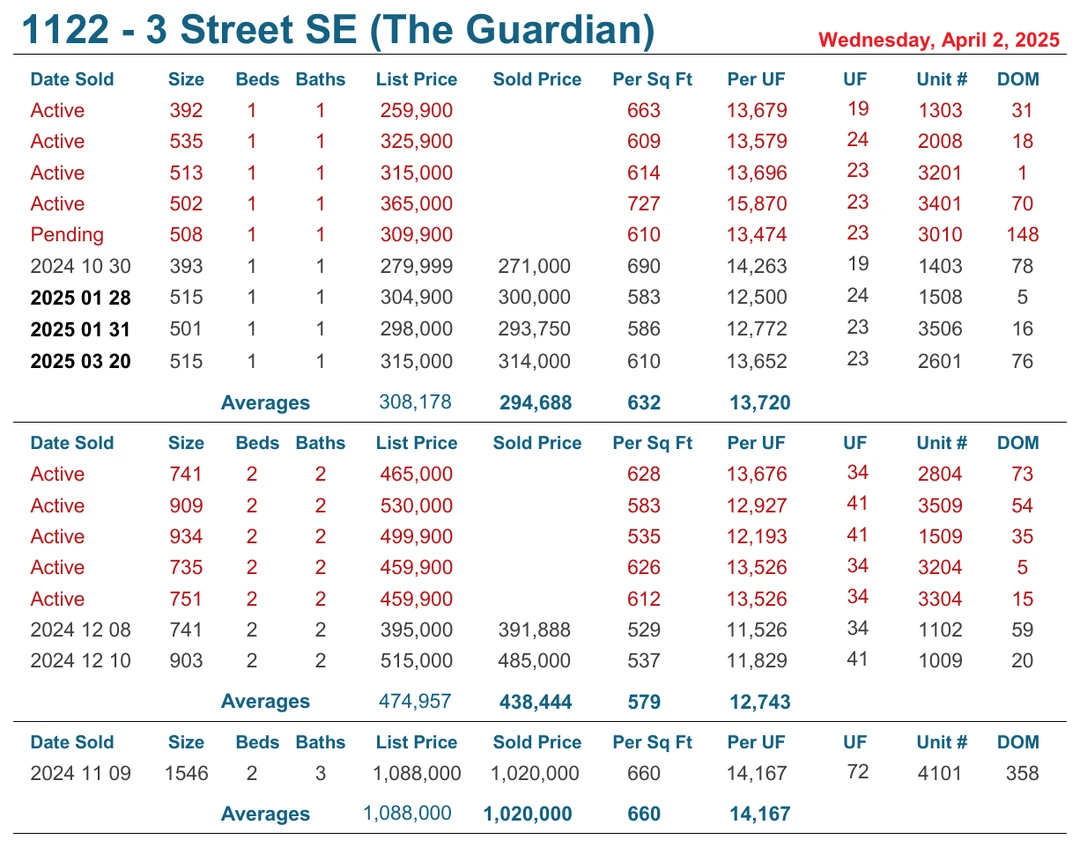 1122 - 3 Street SE (The Guardian) Wednesday, April 2, 2025
Date Sold Size Beds Baths List Price Sold Price Per Sq Ft Per UF UF Unit # DOM
Active 392 1 1 259,900 663 13,679 19 1303 31
Active 535 1 1 325,900 609 13,579 24 2008 18
Active 513 1 1 315,000 614 13,696 23 3201 1
Active 502 1 1 365,000 727 15,870 23 3401 70
Pending 508 1 1 309,900 610 13,474 23 3010 148
2024 10 30 393 1 1 279,999 271,000 690 14,263 19 1403 78
2025 01 28 515 1 1 304,900 300,000 583 12,500 24 1508 5
2025 01 31 501 1 1 298,000 293,750 586 12,772 23 3506 16
2025 03 20 515 1 1 315,000 314,000 610 13,652 23 2601 76
Averages 308,178 294,688 632 13,720
Date Sold Size Beds Baths List Price Sold Price Per Sq Ft Per UF UF Unit # DOM
Active 741 2 2 465,000 628 13,676 34 2804 73
Active 909 2 2 530,000 583 12,927 41 3509 54
Active 934 2 2 499,900 535 12,193 41 1509 35
Active 735 2 2 459,900 626 13,526 34 3204 5
Active 751 2 2 459,900 612 13,526 34 3304 15
2024 12 08 741 2 2 395,000 391,888 529 11,526 34 1102 59
2024 12 10 903 2 2 515,000 485,000 537 11,829 41 1009 20
Averages 474,957 438,444 579 12,743
Date Sold Size Beds Baths List Price Sold Price Per Sq Ft Per UF UF Unit # DOM
2024 11 09 1546 2 3 1,088,000 1,020,000 660 14,167 72 4101 358
Averages 1,088,000 1,020,000 660 14,167